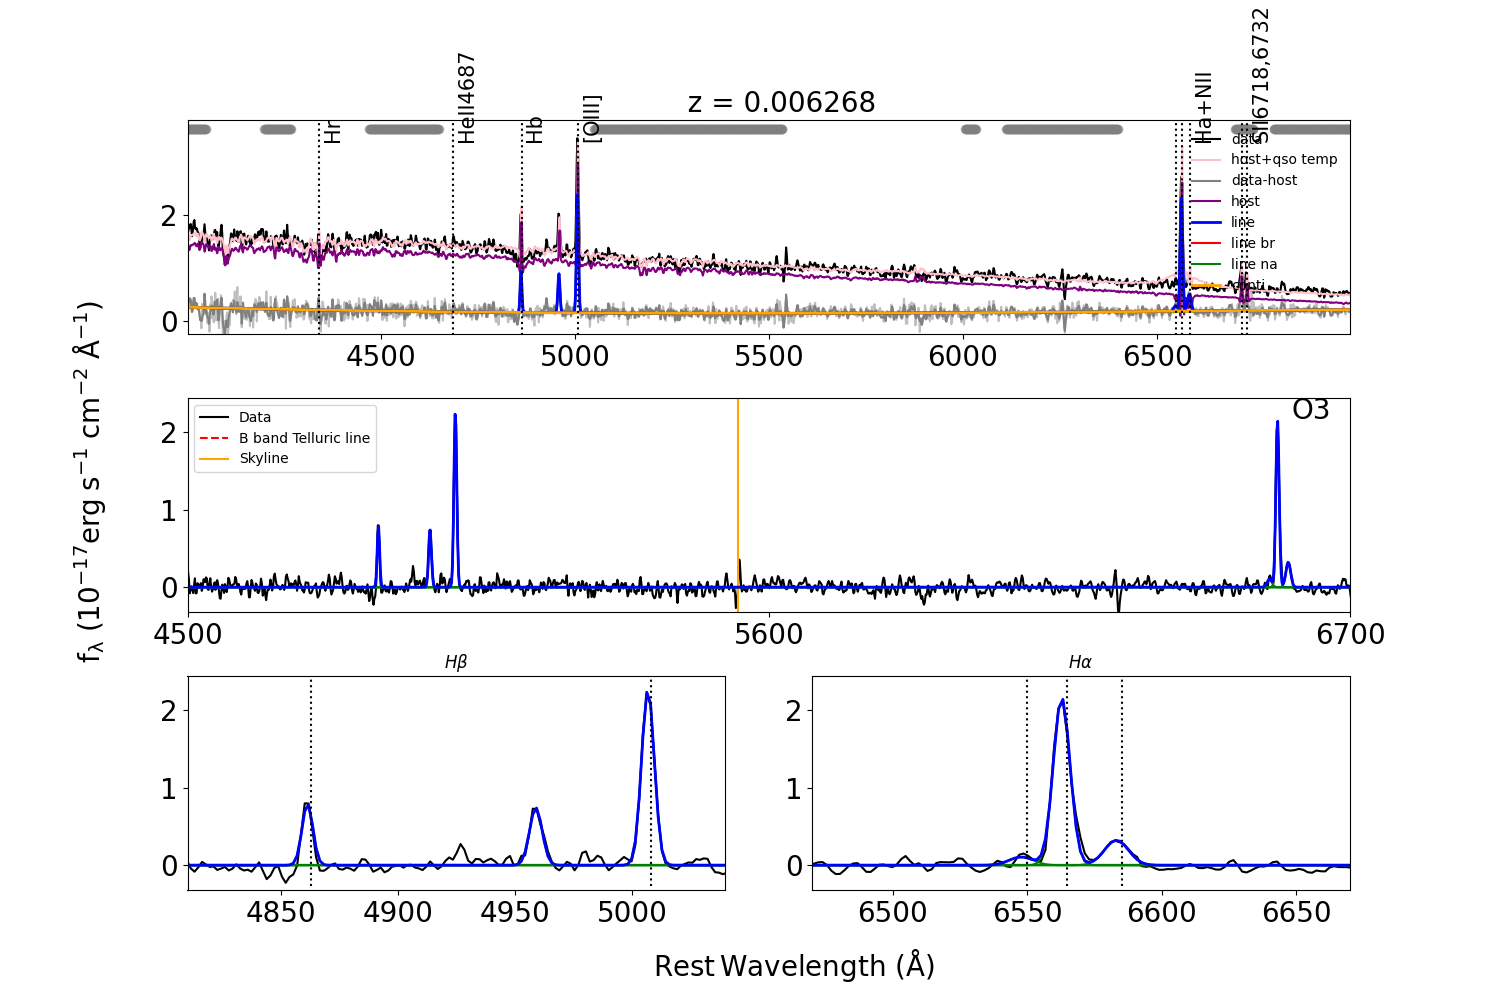 z = 0.006268
Hr
HeII4687
Hb
[OIII]
Ha+NII
SII6718,6732
data
host+qso temp
data-host
host
line
line br
line na
conti
2
0
4500
5000
5500
6000
6500
Data
B band Telluric line
Skyline
O3
2
1
0
4500
5600
6700
Hβ
2
1
0
4850
4900
4950
5000
Hα
2
1
0
6500
6550
6600
6650
f_λ (10⁻¹⁷erg s⁻¹ cm⁻² Å⁻¹)
Rest Wavelength (Å)